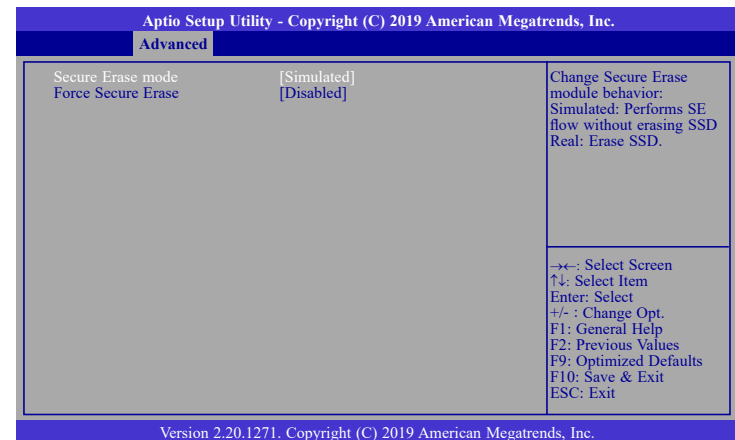 Aptio Setup Utility - Copyright (C) 2019 American Megatrends, Inc.
Advanced
Secure Erase mode [Simulated]
Force Secure Erase [Disabled]
Change Secure Erase
module behavior:
Simulated: Performs SE
flow without erasing SSD
Real: Erase SSD.
→←: Select Screen
↑↓: Select Item
Enter: Select
+/- : Change Opt.
F1: General Help
F2: Previous Values
F9: Optimized Defaults
F10: Save & Exit
ESC: Exit
Version 2.20.1271. Copyright (C) 2019 American Megatrends, Inc.